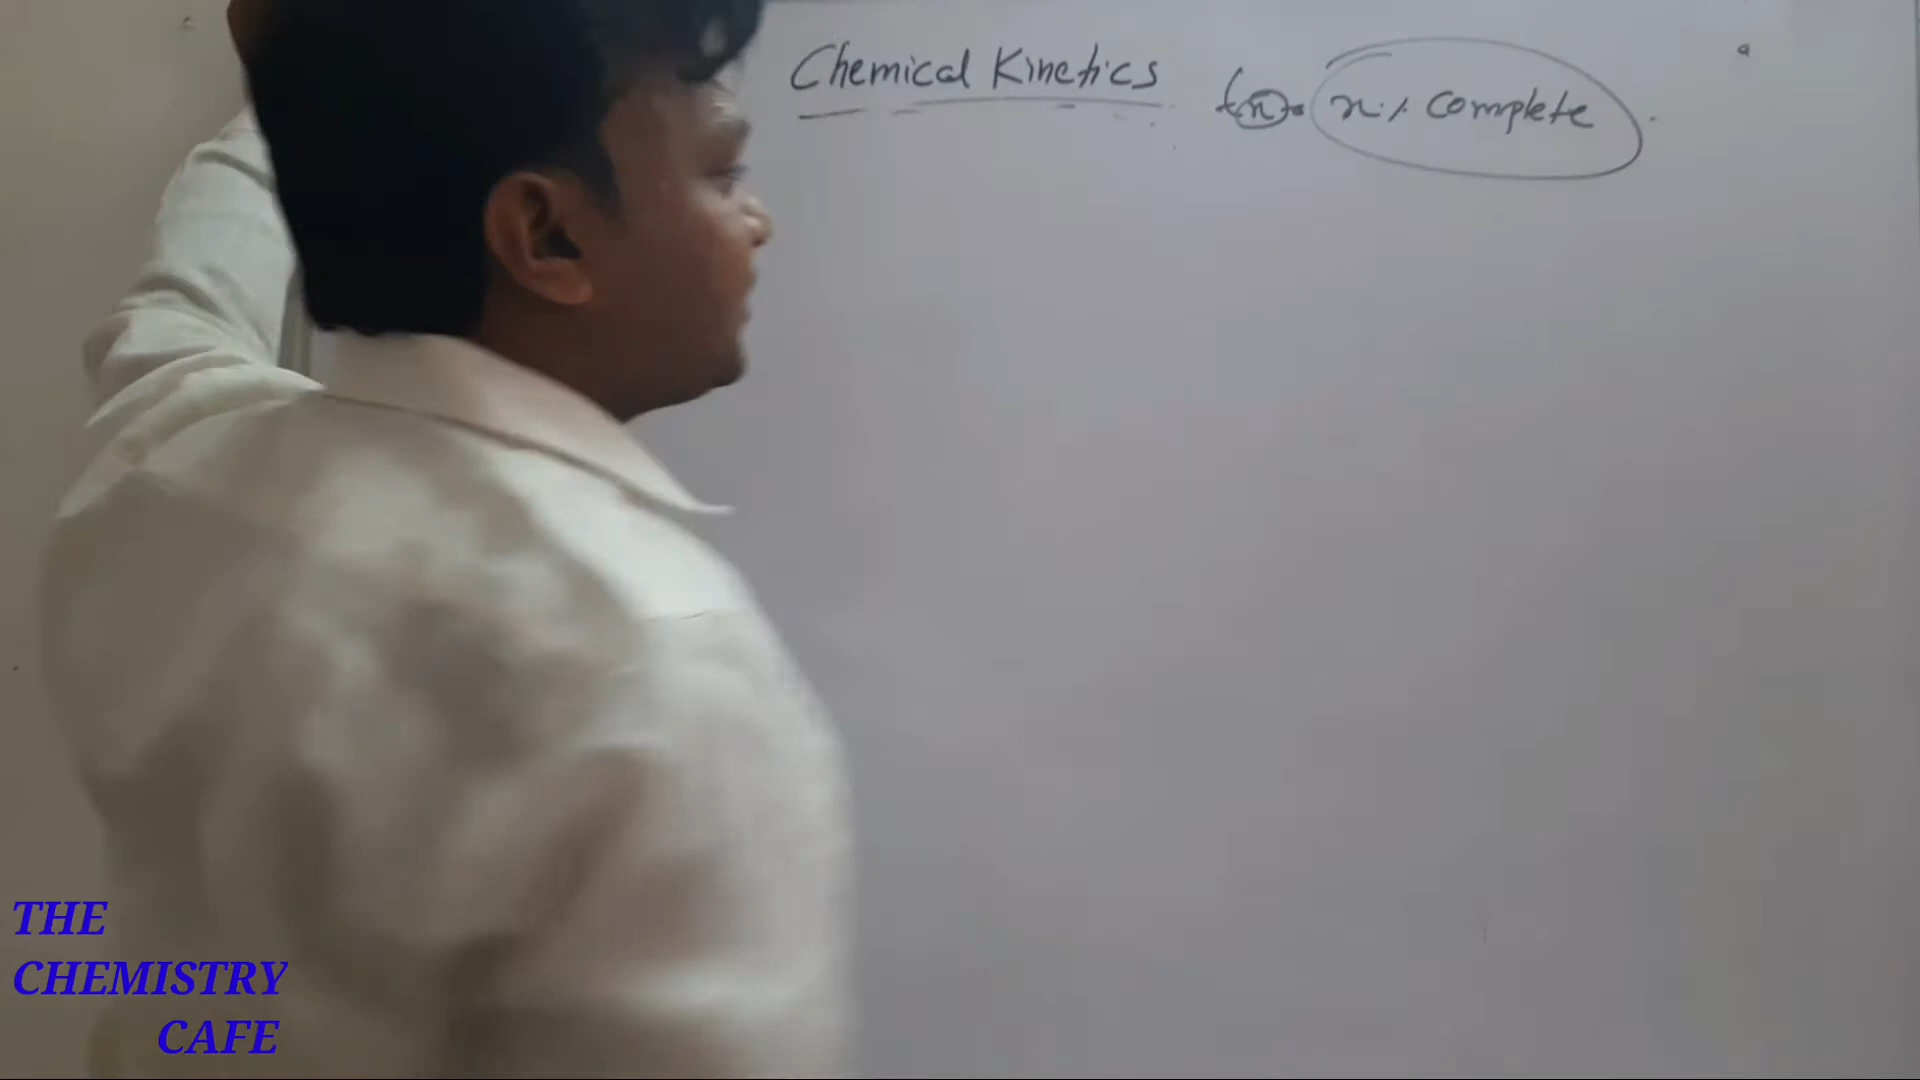 Chemical Kinetics
t(x)= x% complete
THE
CHEMISTRY
CAFE